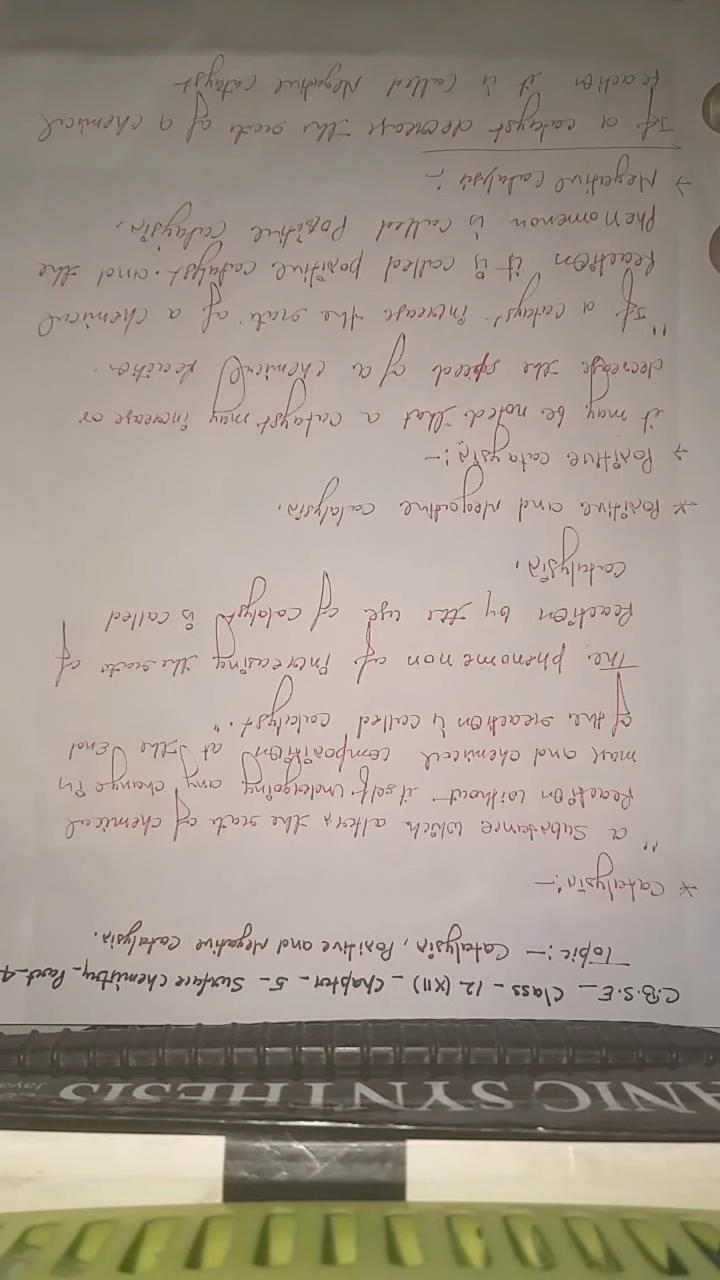 ANIC SYNTHESIS
C.B.S.E - Class - 12 (XII) - Chapter - 5 - Surface chemistry - Part-4
Topic :- Catalysis, Positive and Negative Catalysis.
* Catalysis :-
" a Substance which alters the rate of chemical
Reaction without itself undergoing any change in
mass and chemical composition at the end
of the reaction is called catalyst."
The phenomenon of increasing the rate of
Reaction by the use of catalyst is called
Catalysis.
* Positive and Negative Catalysis.
→ Positive catalysis :-
it may be noted that a catalyst may increase or
decrease the speed of a chemical Reaction.
" If a catalyst increase the rate of a chemical
Reaction it is called positive catalyst. and the
Phenomenon is called Positive Catalysis.
→ Negative Catalysis :-
If a catalyst decrease the rate of a chemical
Reaction it is called Negative catalyst